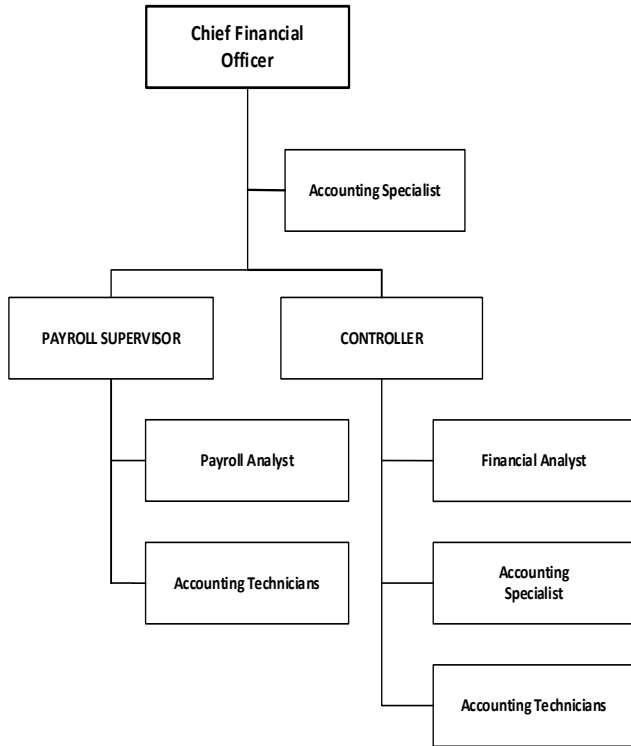 Chief Financial
Officer
Accounting Specialist
PAYROLL SUPERVISOR
CONTROLLER
Payroll Analyst
Financial Analyst
Accounting Technicians
Accounting
Specialist
Accounting Technicians